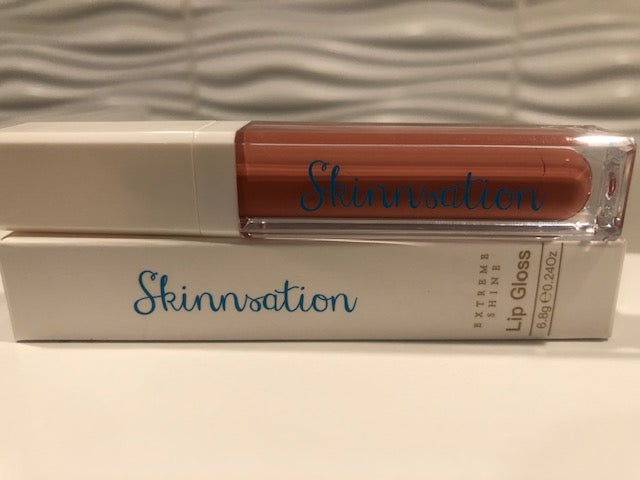 Skinnsation
Skinnsation
EXTREME
SHINE
Lip Gloss
6.8g e 0.24Oz